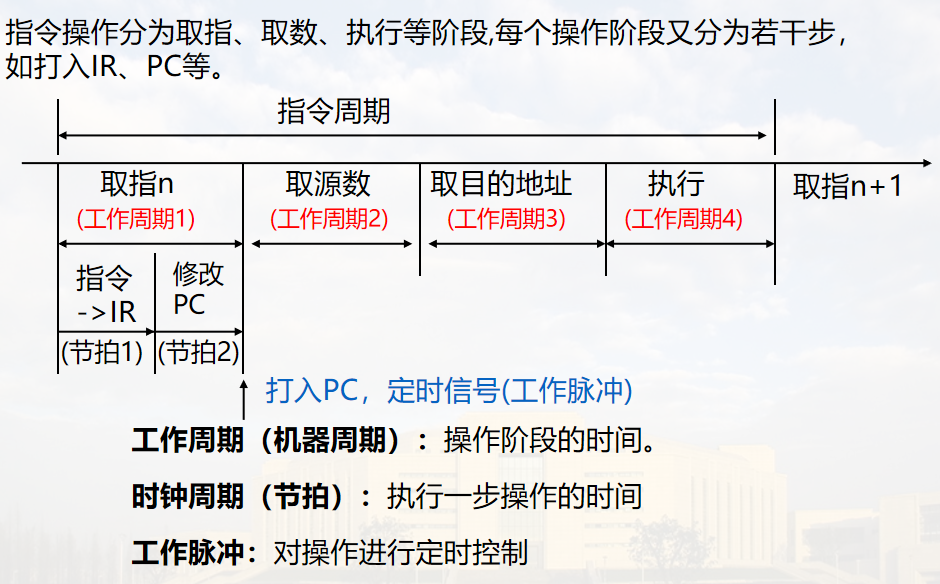 指令操作分为取指、取数、执行等阶段,每个操作阶段又分为若干步，
如打入IR、PC等。
指令周期
取指n 取源数 取目的地址 执行 取指n+1
(工作周期1) (工作周期2) (工作周期3) (工作周期4)
指令 修改
->IR PC
(节拍1) (节拍2)
打入PC，定时信号(工作脉冲)
工作周期（机器周期）：操作阶段的时间。
时钟周期（节拍）：执行一步操作的时间
工作脉冲：对操作进行定时控制